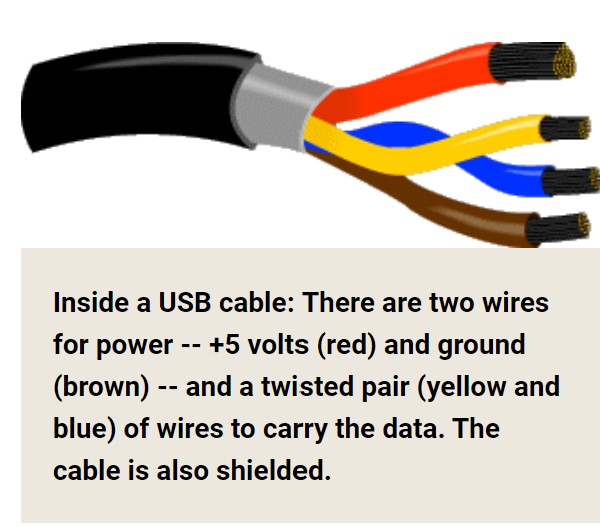 Inside a USB cable: There are two wires
for power -- +5 volts (red) and ground
(brown) -- and a twisted pair (yellow and
blue) of wires to carry the data. The
cable is also shielded.